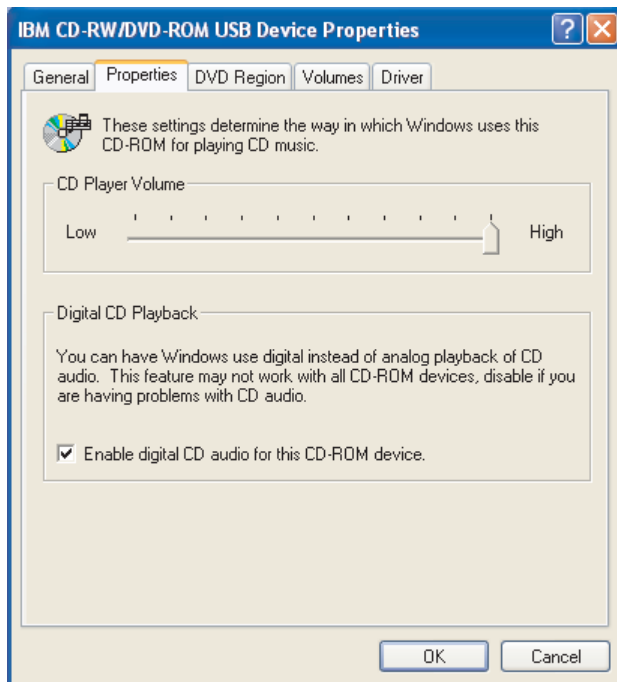 IBM CD-RW/DVD-ROM USB Device Properties
General Properties DVD Region Volumes Driver
These settings determine the way in which Windows uses this
CD-ROM for playing CD music.
CD Player Volume
Low High
Digital CD Playback
You can have Windows use digital instead of analog playback of CD
audio. This feature may not work with all CD-ROM devices, disable if you
are having problems with CD audio.
Enable digital CD audio for this CD-ROM device.
OK Cancel